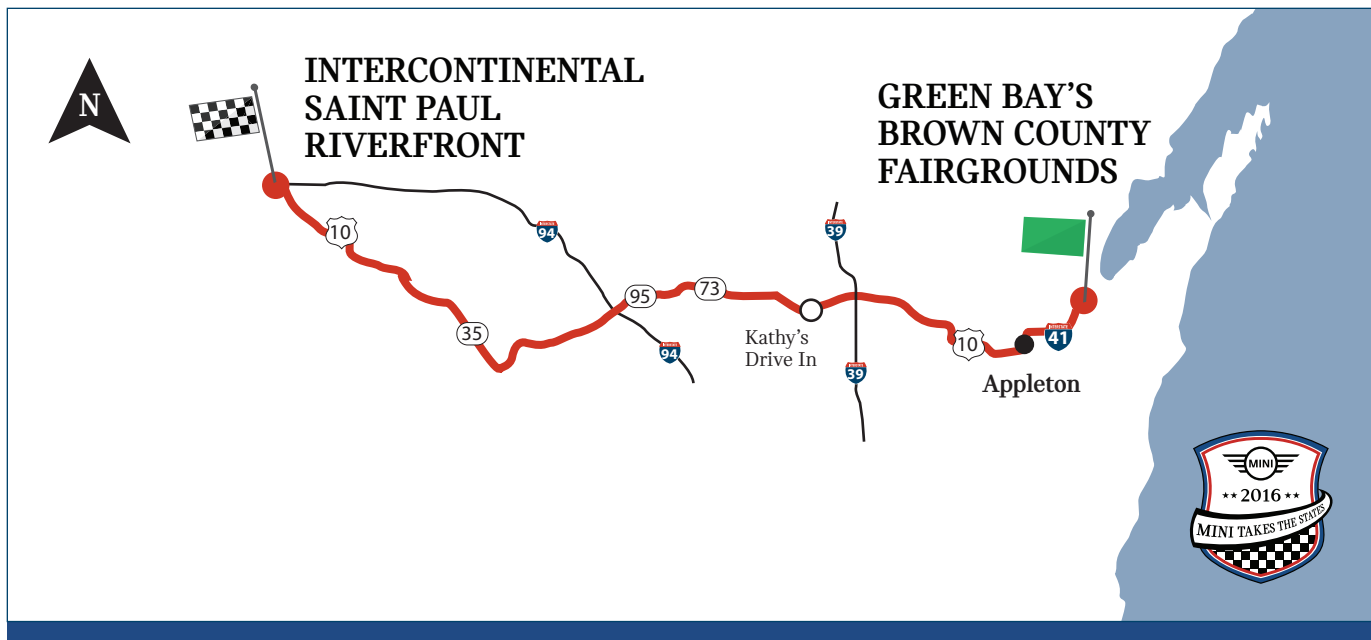 N
INTERCONTINENTAL
SAINT PAUL
RIVERFRONT
GREEN BAY'S
BROWN COUNTY
FAIRGROUNDS
10
94
39
95
73
35
Kathy's
Drive In
94
39
10
41
Appleton
MINI
2016
MINI TAKES THE STATES